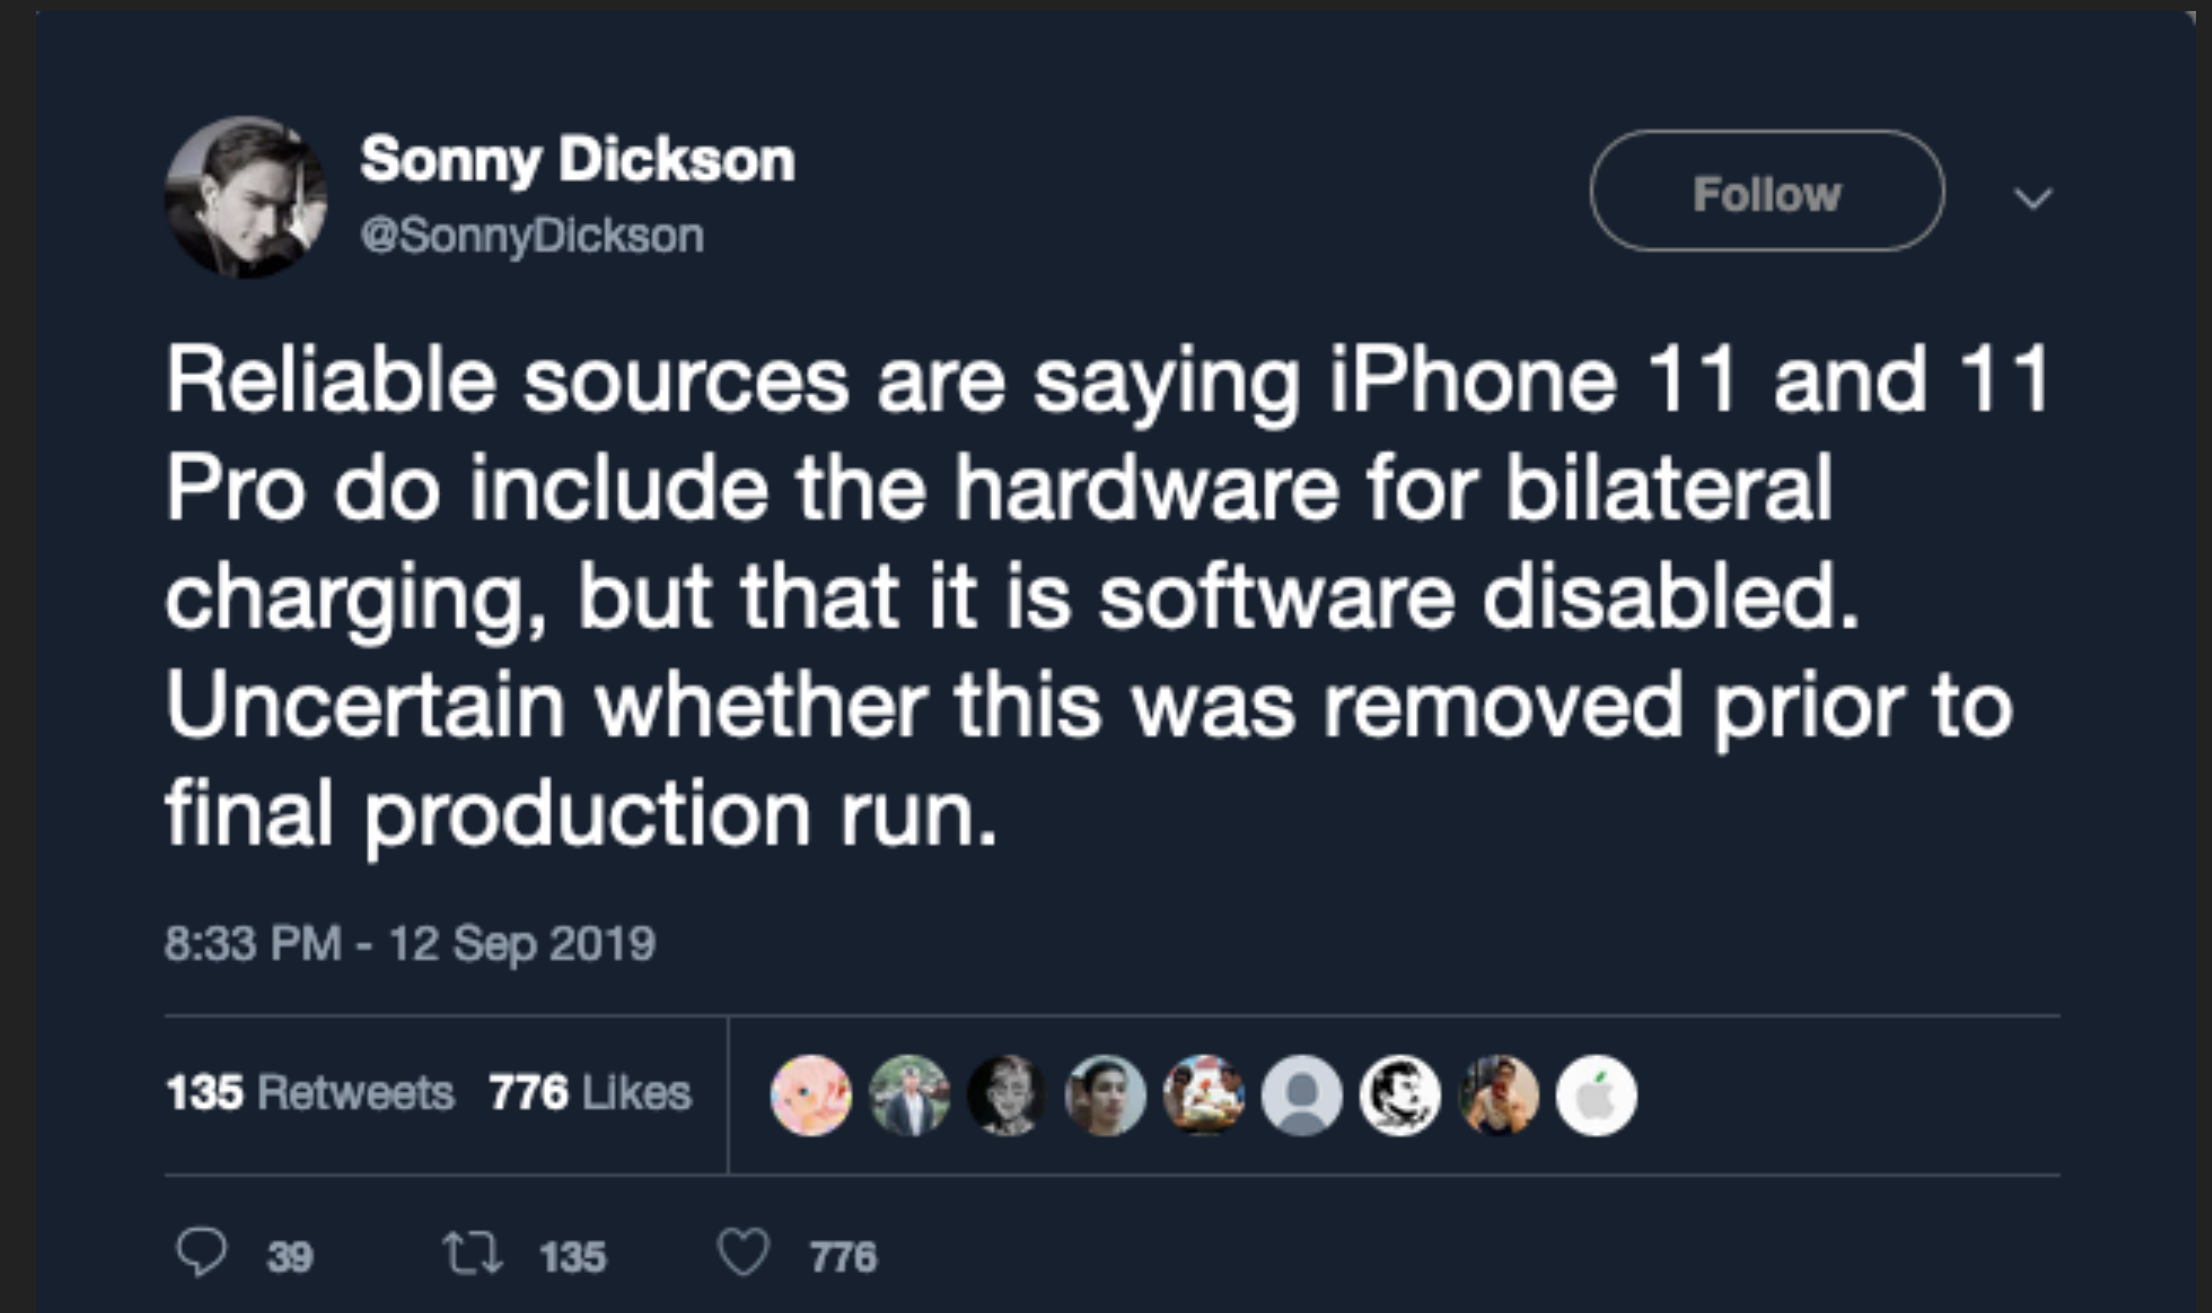 Sonny Dickson
@SonnyDickson
Follow
Reliable sources are saying iPhone 11 and 11
Pro do include the hardware for bilateral
charging, but that it is software disabled.
Uncertain whether this was removed prior to
final production run.
8:33 PM - 12 Sep 2019
135 Retweets 776 Likes
39 135 776